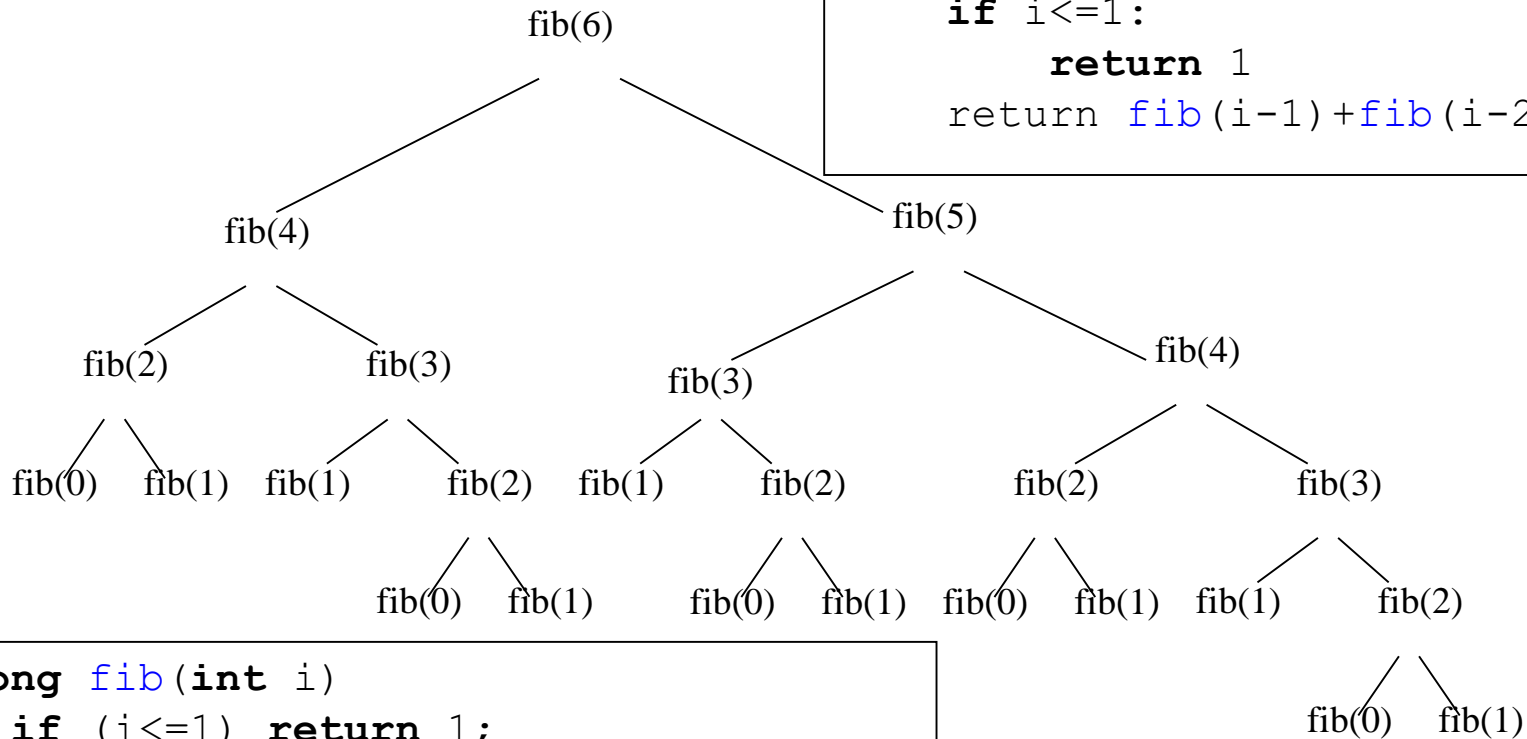 fib(6)
if i<=1:
return 1
return fib(i-1)+fib(i-2
fib(4)
fib(5)
fib(2)
fib(3)
fib(3)
fib(4)
fib(0) fib(1) fib(1) fib(2) fib(1) fib(2) fib(2) fib(3)
fib(0) fib(1) fib(0) fib(1) fib(0) fib(1) fib(1) fib(2)
fib(0) fib(1)
ong fib(int i)
if (i<=1) return 1;